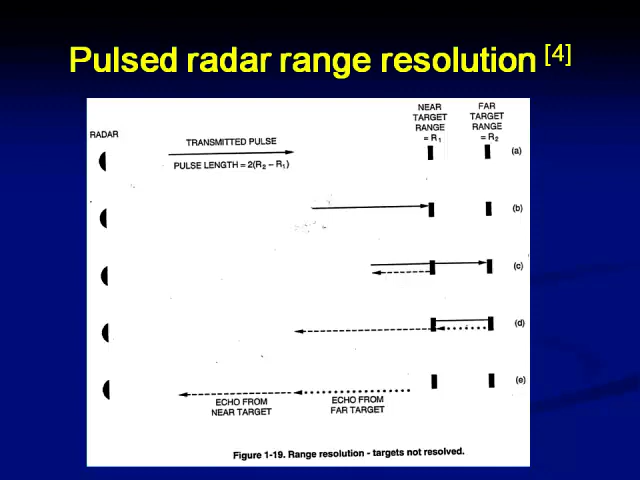 Pulsed radar range resolution [4]
NEAR TARGET RANGE = R₁
FAR TARGET RANGE = R₂
RADAR
TRANSMITTED PULSE
PULSE LENGTH = 2(R₂ – R₁)
(a)
(b)
(c)
(d)
(e)
ECHO FROM NEAR TARGET
ECHO FROM FAR TARGET
Figure 1-19. Range resolution - targets not resolved.